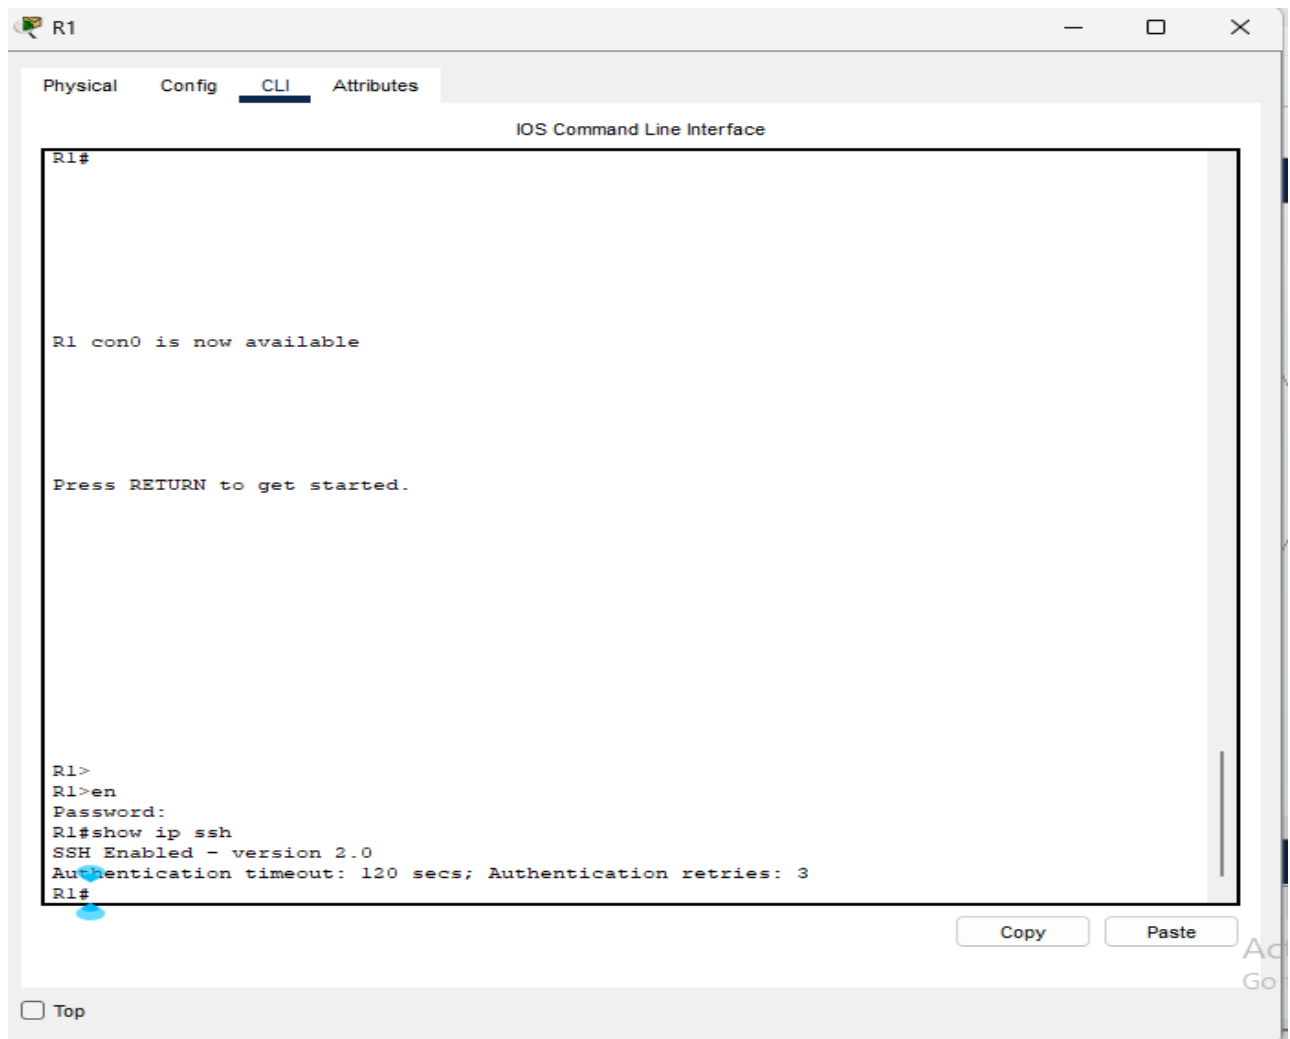 R1
Physical Config CLI Attributes
IOS Command Line Interface
R1#
R1 con0 is now available
Press RETURN to get started.
R1>
R1>en
Password:
R1#show ip ssh
SSH Enabled - version 2.0
Authentication timeout: 120 secs; Authentication retries: 3
R1#
Copy Paste
Go
Top